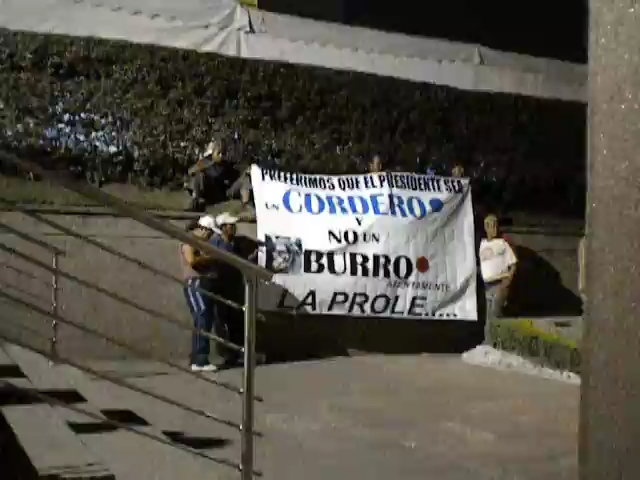 PREFERIMOS QUE EL PRESIDENTE SEA
UN CORDERO
Y
NO UN
BURRO
ATENTAMENTE
LA PROLE.....